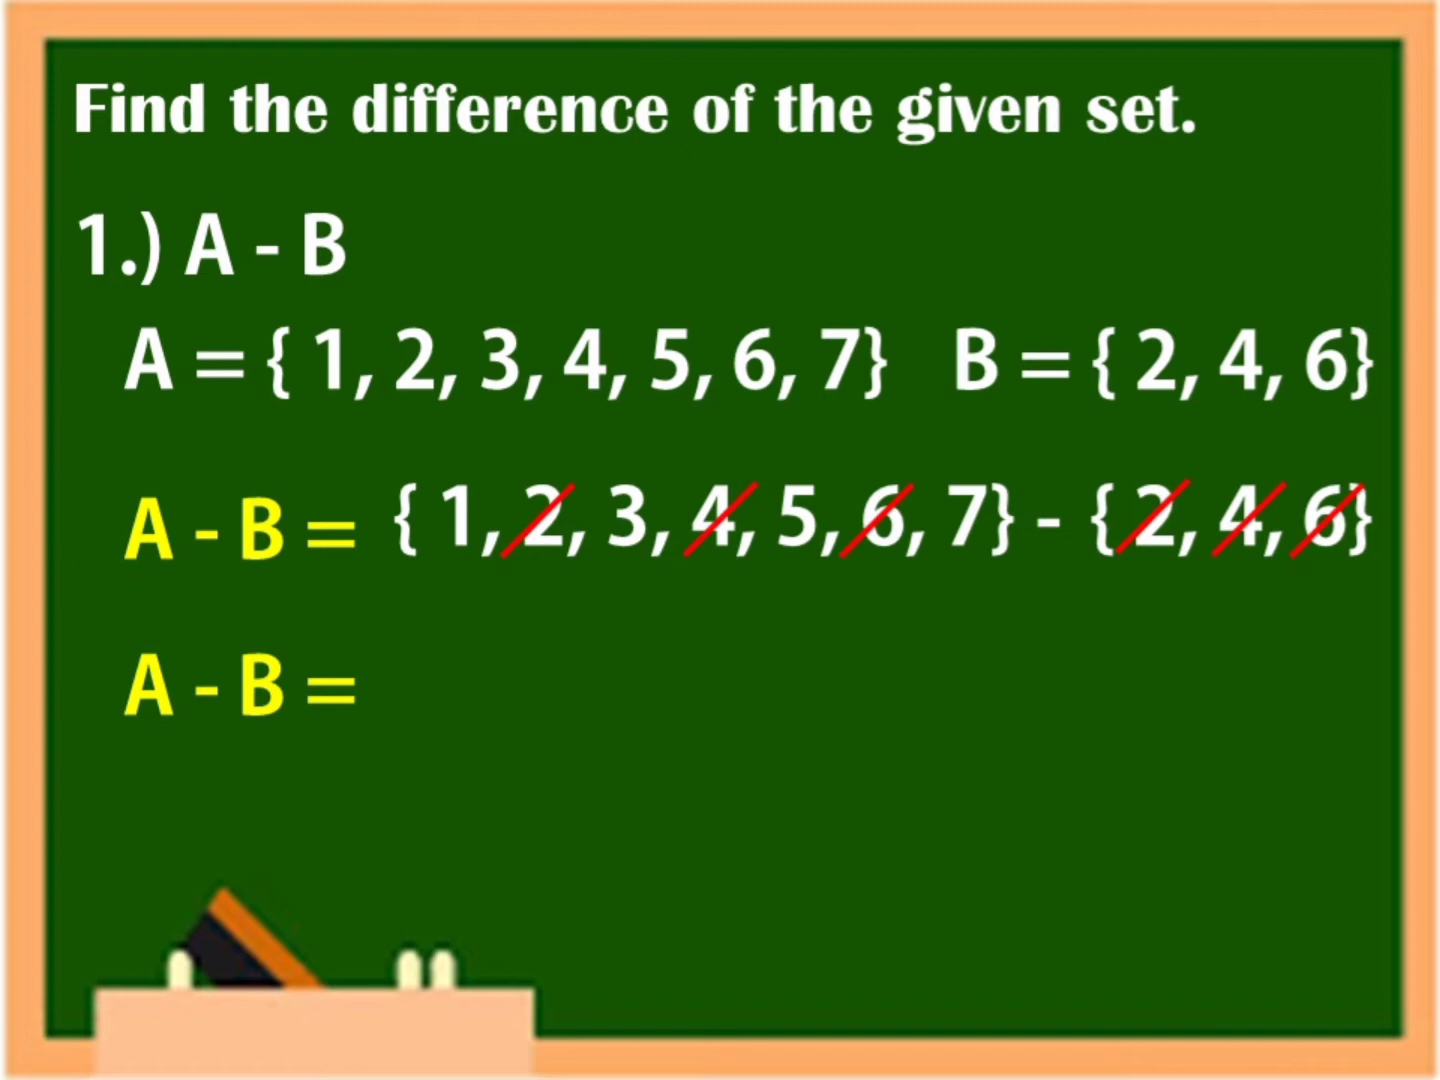 Find the difference of the given set.
1.) A - B
A = { 1, 2, 3, 4, 5, 6, 7} B = { 2, 4, 6}
A - B = { 1, 2, 3, 4, 5, 6, 7} - { 2, 4, 6}
A - B =